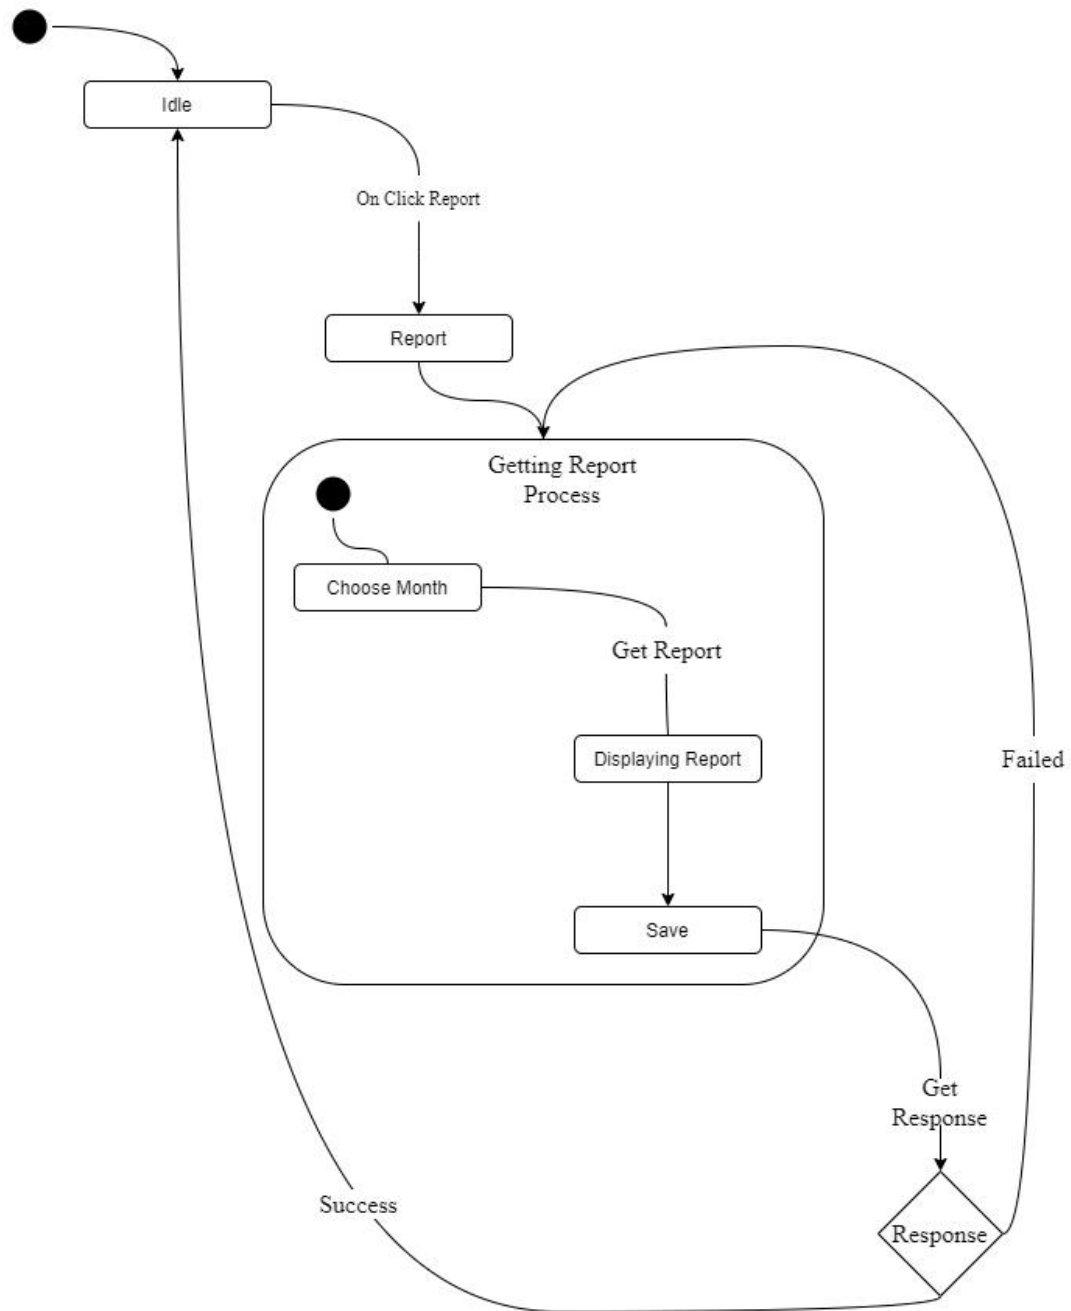 Idle
On Click Report
Report
Getting Report
Process
Choose Month
Get Report
Displaying Report
Failed
Save
Get
Response
Success
Response